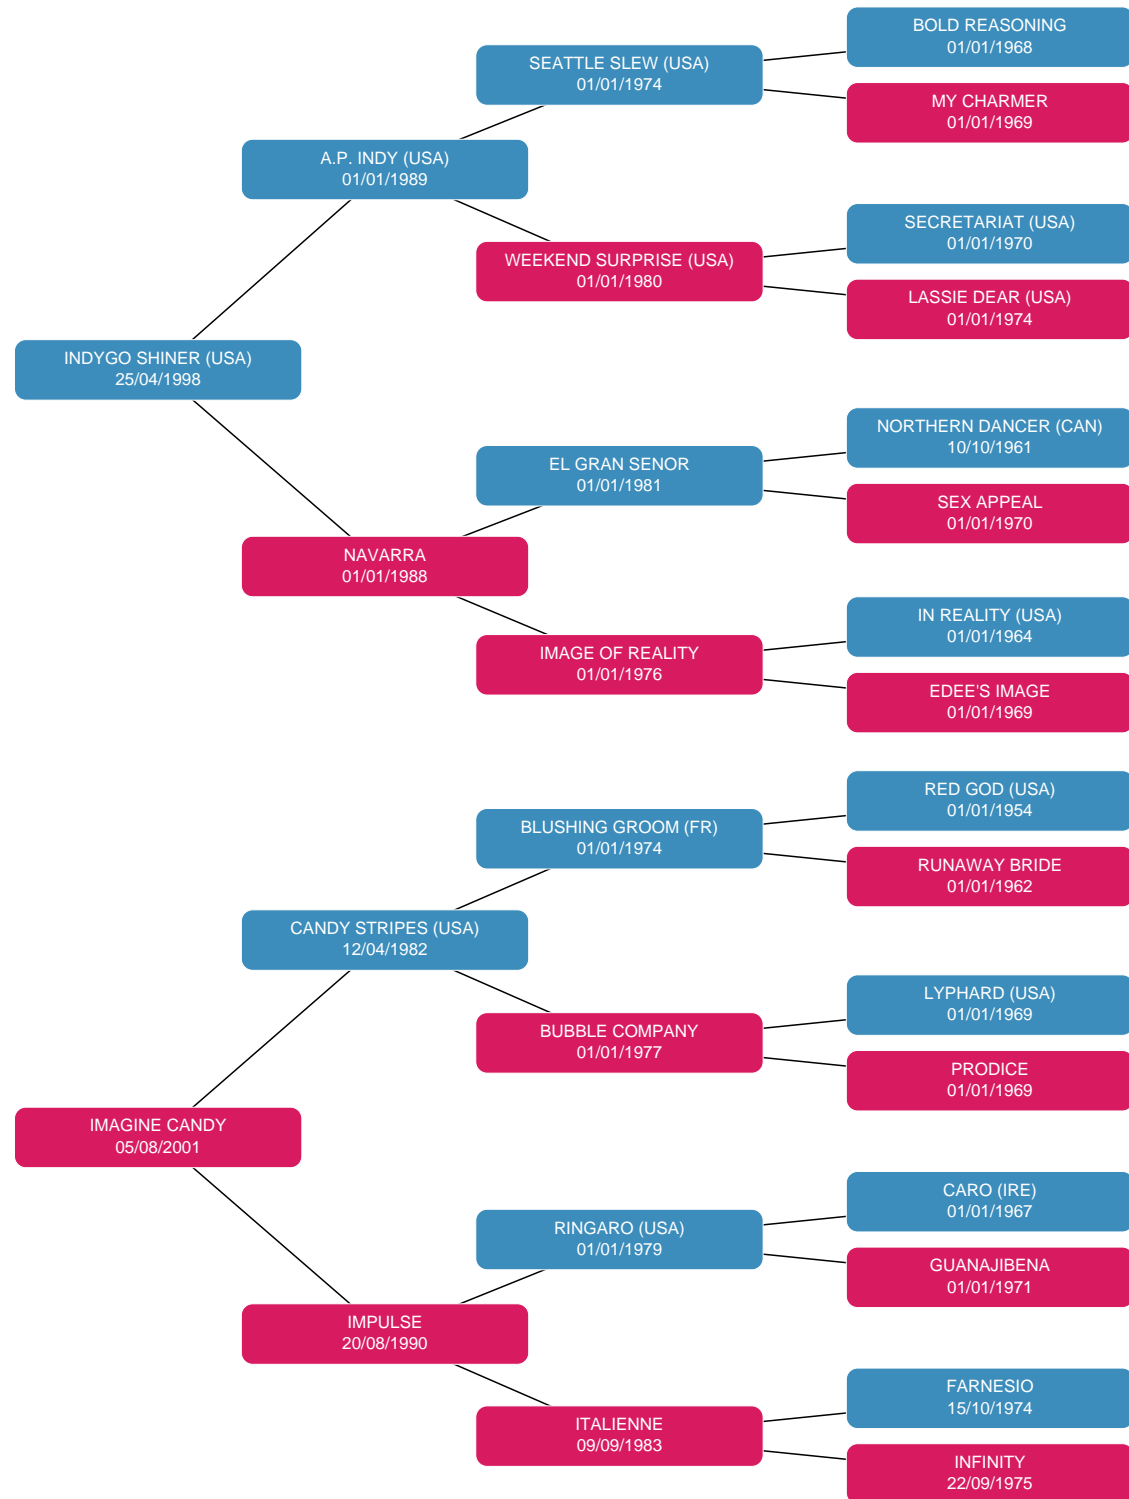 BOLD REASONING
01/01/1968
SEATTLE SLEW (USA)
01/01/1974
MY CHARMER
01/01/1969
A.P. INDY (USA)
01/01/1989
SECRETARIAT (USA)
01/01/1970
WEEKEND SURPRISE (USA)
01/01/1980
LASSIE DEAR (USA)
01/01/1974
INDYGO SHINER (USA)
25/04/1998
NORTHERN DANCER (CAN)
10/10/1961
EL GRAN SENOR
01/01/1981
SEX APPEAL
01/01/1970
NAVARRA
01/01/1988
IN REALITY (USA)
01/01/1964
IMAGE OF REALITY
01/01/1976
EDEE'S IMAGE
01/01/1969
RED GOD (USA)
01/01/1954
BLUSHING GROOM (FR)
01/01/1974
RUNAWAY BRIDE
01/01/1962
CANDY STRIPES (USA)
12/04/1982
LYPHARD (USA)
01/01/1969
BUBBLE COMPANY
01/01/1977
PRODICE
01/01/1969
IMAGINE CANDY
05/08/2001
CARO (IRE)
01/01/1967
RINGARO (USA)
01/01/1979
GUANAJIBENA
01/01/1971
IMPULSE
20/08/1990
FARNESIO
15/10/1974
ITALIENNE
09/09/1983
INFINITY
22/09/1975